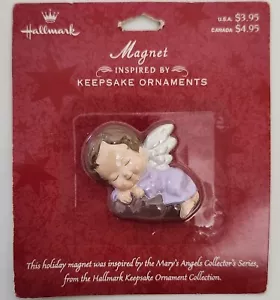 Hallmark
U.S.A. $3.95
CANADA $4.95
Magnet
INSPIRED BY
KEEPSAKE ORNAMENTS
This holiday magnet was inspired by the Mary's Angels Collector's Series,
from the Hallmark Keepsake Ornament Collection.